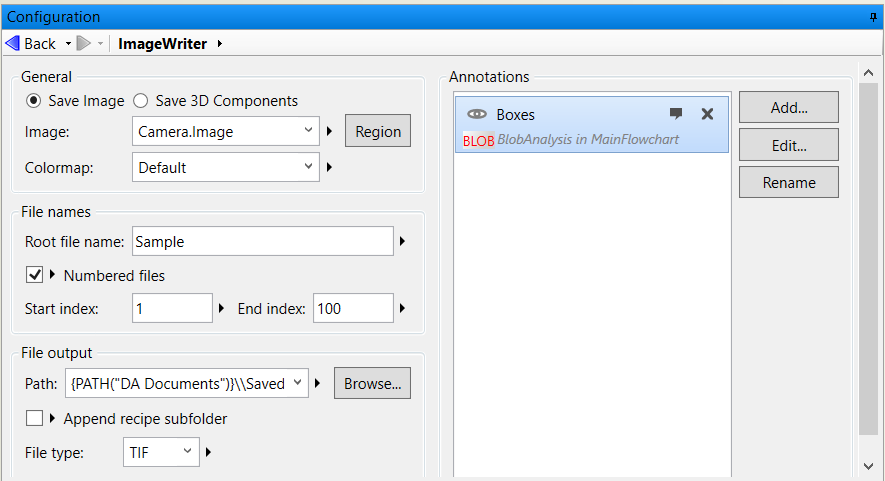 Configuration
Back ImageWriter
General
Save Image Save 3D Components
Image: Camera.Image Region
Colormap: Default
File names
Root file name: Sample
Numbered files
Start index: 1 End index: 100
File output
Path: {PATH("DA Documents")}\\Saved Browse...
Append recipe subfolder
File type: TIF
Annotations
Boxes
BLOB BlobAnalysis in MainFlowchart
Add...
Edit...
Rename